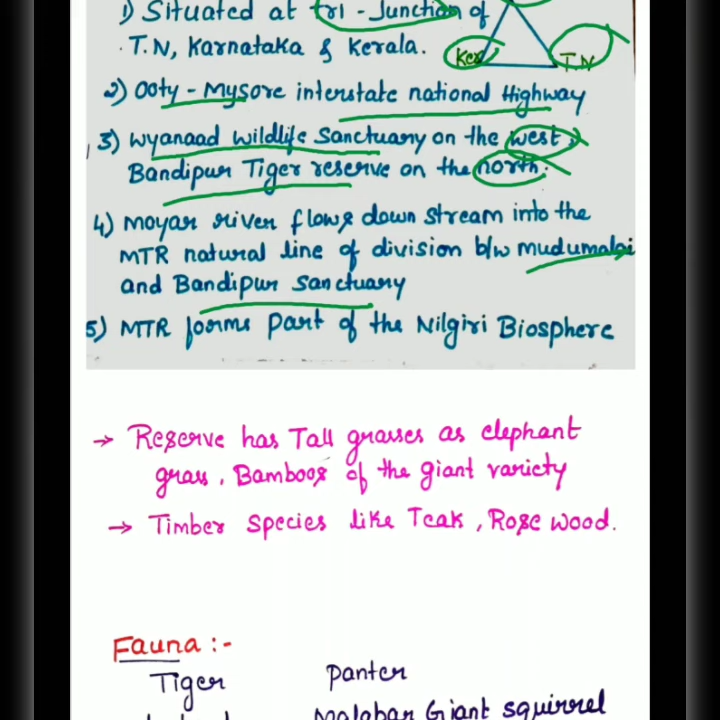 1) Situated at tri-Junction of
T.N, Karnataka & Kerala.
Ker
T.N
2) Ooty-Mysore interstate national Highway
3) Wyanaad Wildlife Sanctuary on the west,
Bandipur Tiger reserve on the north.
4) Moyar river flows down stream into the
MTR natural line of division b/w mudumalai
and Bandipur Sanctuary
5) MTR forms part of the Nilgiri Biosphere
→ Reserve has Tall grasses as elephant
grass, Bamboos of the giant variety
→ Timber Species like Teak, Rose wood.
Fauna :-
Tiger
panter
Malabar Giant squirrel